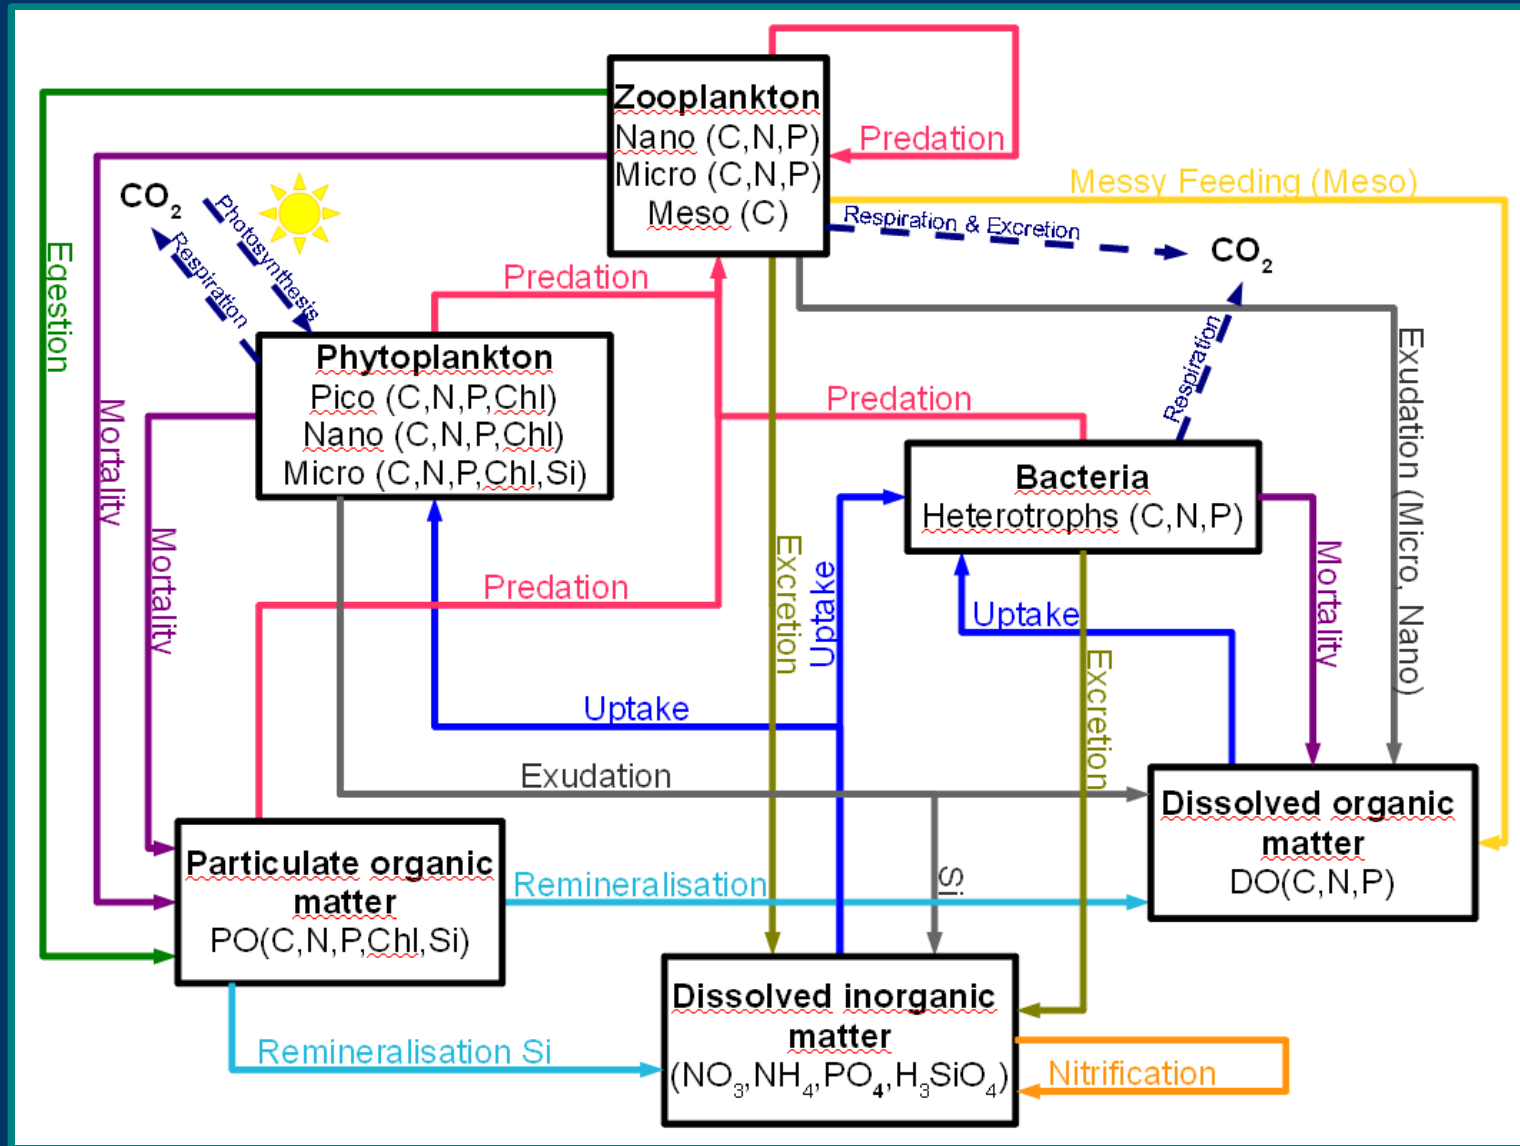 Zooplankton
Nano (C,N,P)
Micro (C,N,P)
Meso (C)
Predation
Messy Feeding (Meso)
Respiration & Excretion
CO2
CO2
Photosynthesis
Respiration
Egestion
Predation
Phytoplankton
Pico (C,N,P,Chl)
Nano (C,N,P,Chl)
Micro (C,N,P,Chl,Si)
Respiration
Exudation (Micro, Nano)
Predation
Mortality
Mortality
Bacteria
Heterotrophs (C,N,P)
Excretion
Uptake
Mortality
Predation
Uptake
Excretion
Uptake
Exudation
Dissolved organic
matter
DO(C,N,P)
Particulate organic
matter
PO(C,N,P,Chl,Si)
Remineralisation
Si
Dissolved inorganic
matter
(NO3,NH4,PO4,H3SiO4)
Remineralisation Si
Nitrification